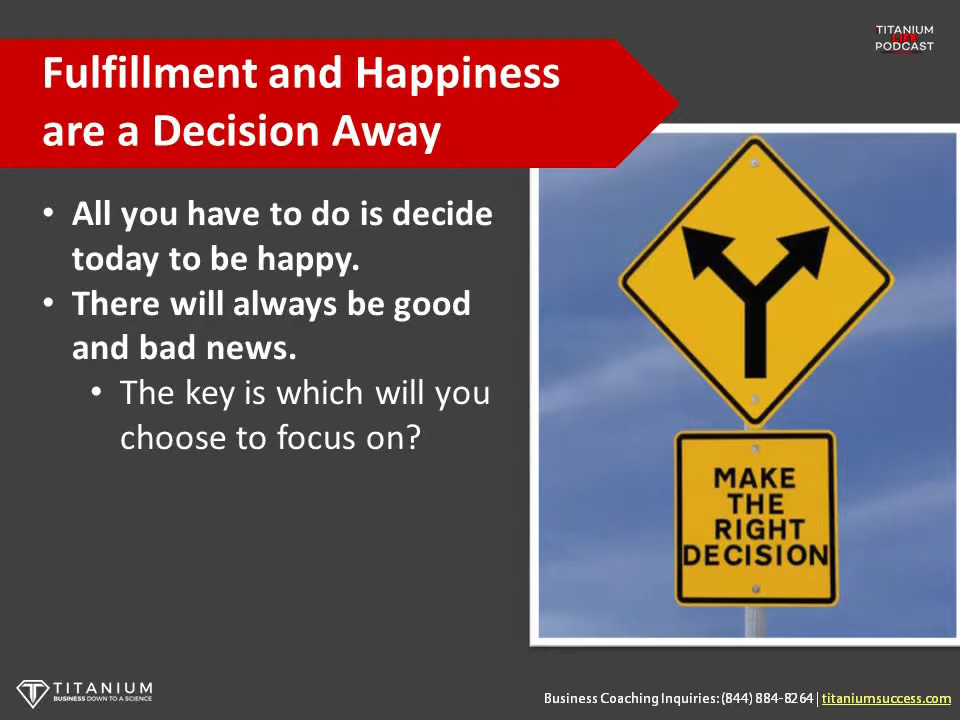 TITANIUM
LIFE
PODCAST
Fulfillment and Happiness
are a Decision Away
• All you have to do is decide
today to be happy.
• There will always be good
and bad news.
• The key is which will you
choose to focus on?
MAKE
THE
RIGHT
DECISION
TITANIUM
BUSINESS DOWN TO A SCIENCE
Business Coaching Inquiries: (844) 884-8264 | titaniumsuccess.com